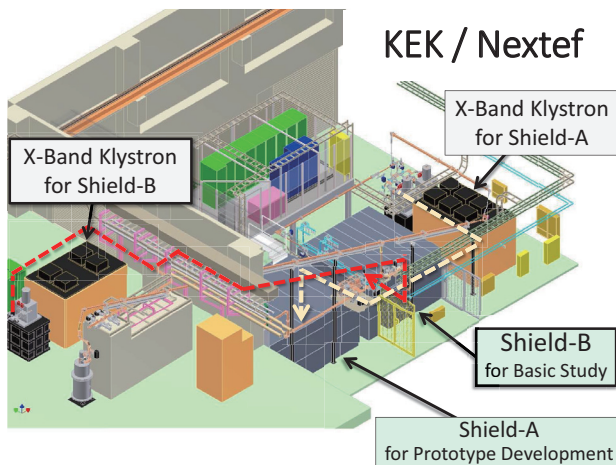 KEK / Nextef
X-Band Klystron
for Shield-A
X-Band Klystron
for Shield-B
Shield-B
for Basic Study
Shield-A
for Prototype Development